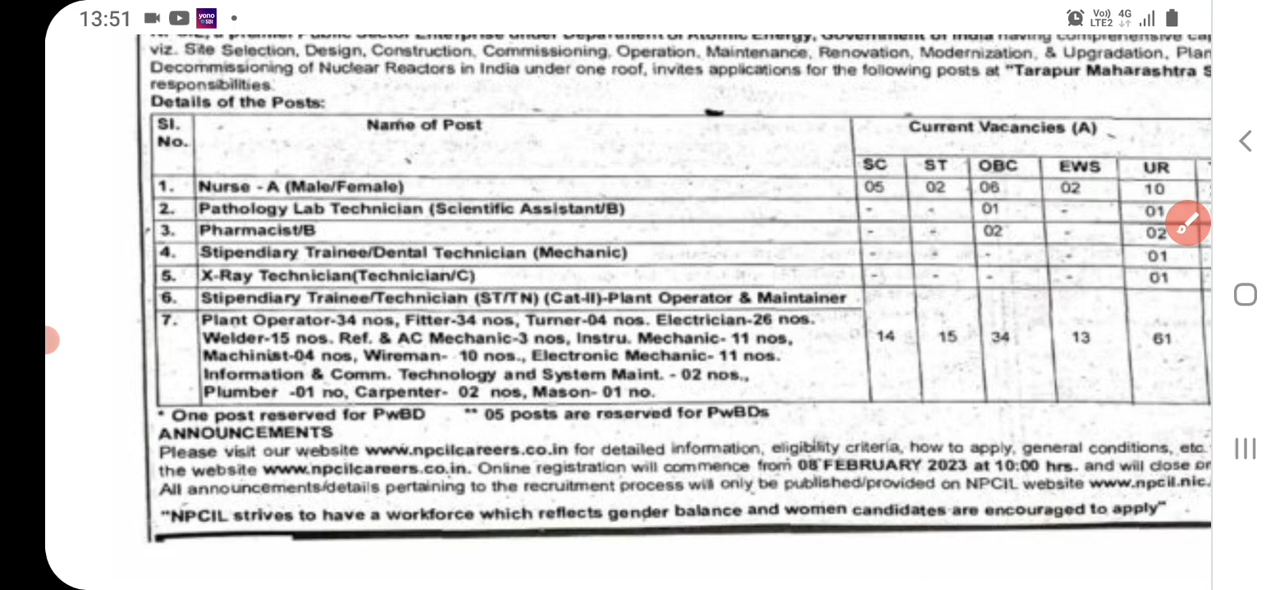 13:51 yono SBI Vo)) 4G LTE2
viz. Site Selection, Design, Construction, Commissioning, Operation, Maintenance, Renovation, Modernization, & Upgradation, Plan
Decommissioning of Nuclear Reactors in India under one roof, invites applications for the following posts at "Tarapur Maharashtra S
responsibilities.
Details of the Posts:
Sl. No. Name of Post Current Vacancies (A)
SC ST OBC EWS UR
1. Nurse - A (Male/Female) 05 02 06 02 10
2. Pathology Lab Technician (Scientific Assistant/B) - - 01 - 01
3. Pharmacist/B - - 02 - 02
4. Stipendiary Trainee/Dental Technician (Mechanic) - - - - 01
5. X-Ray Technician(Technician/C) - - - - 01
6. Stipendiary Trainee/Technician (ST/TN) (Cat-II)-Plant Operator & Maintainer
7. Plant Operator-34 nos, Fitter-34 nos, Turner-04 nos. Electrician-26 nos.
Welder-15 nos. Ref. & AC Mechanic-3 nos, Instru. Mechanic- 11 nos, 14 15 34 13 61
Machinist-04 nos, Wireman- 10 nos., Electronic Mechanic- 11 nos.
Information & Comm. Technology and System Maint. - 02 nos.,
Plumber -01 no, Carpenter- 02 nos, Mason- 01 no.
* One post reserved for PwBD ** 05 posts are reserved for PwBDs
ANNOUNCEMENTS
Please visit our website www.npcilcareers.co.in for detailed information, eligibility criteria, how to apply, general conditions, etc.
the website www.npcilcareers.co.in. Online registration will commence from 08 FEBRUARY 2023 at 10:00 hrs. and will close on
All announcements/details pertaining to the recruitment process will only be published/provided on NPCIL website www.npcil.nic.
"NPCIL strives to have a workforce which reflects gender balance and women candidates are encouraged to apply"